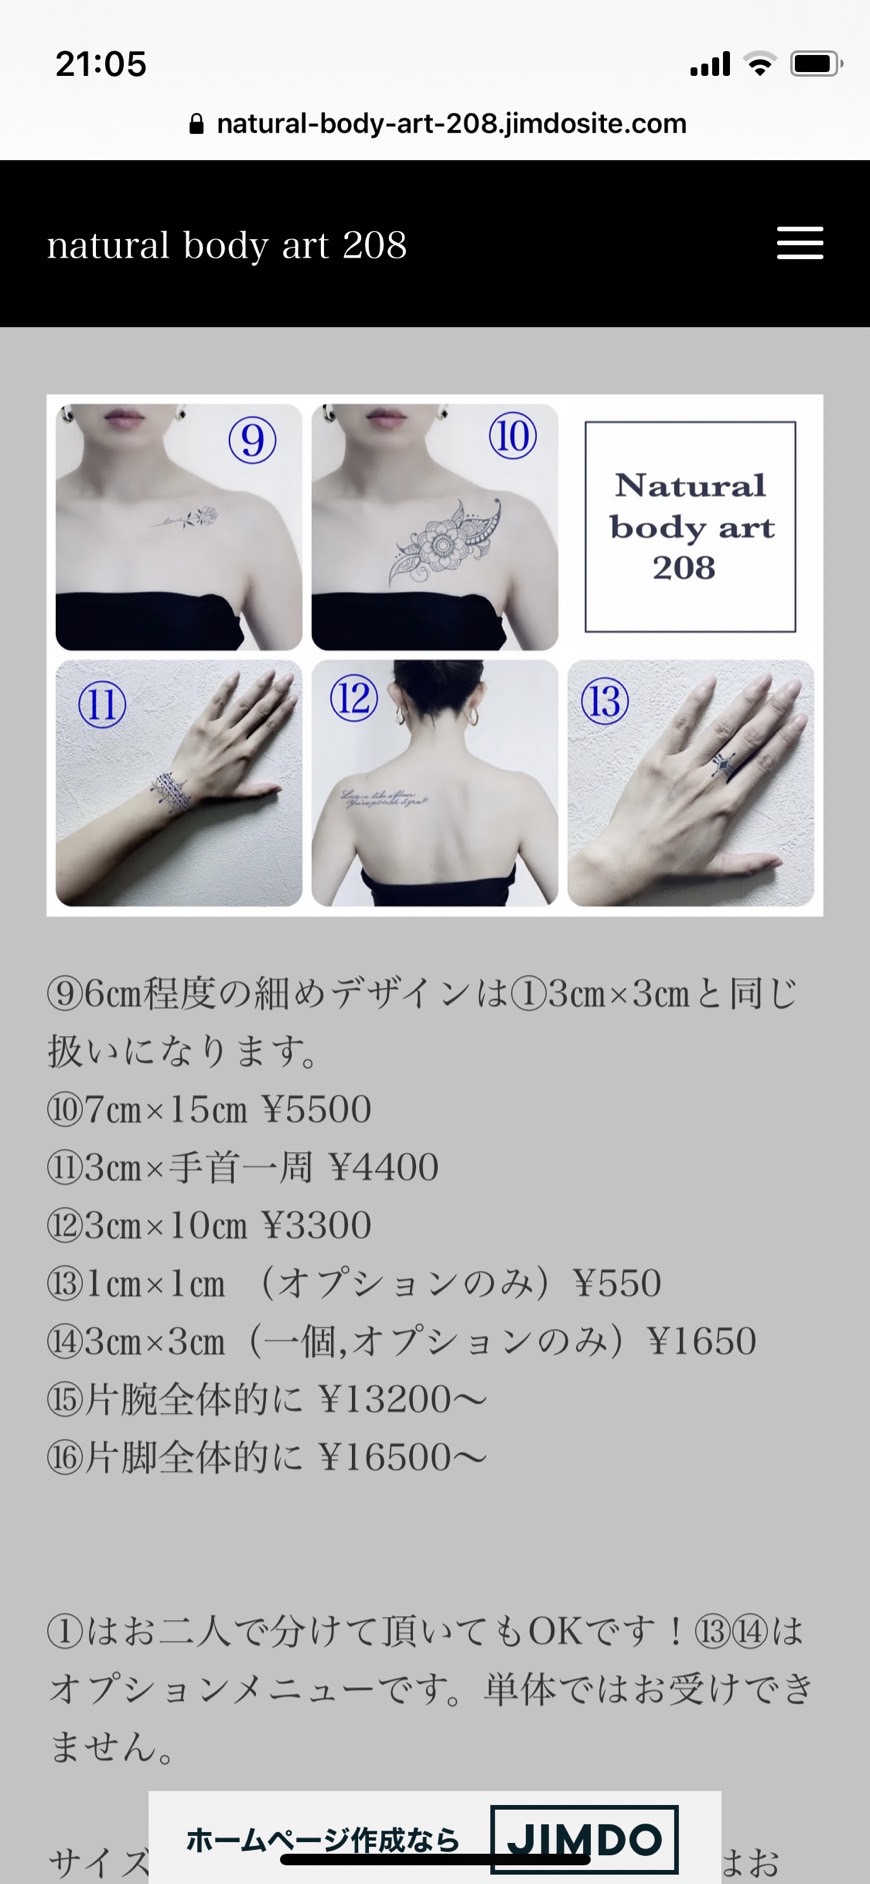 21:05
natural-body-art-208.jimdosite.com
natural body art 208
⑨
⑩
Natural
body art
208
⑪
⑫
⑬
⑨6㎝程度の細めデザインは①3㎝×3㎝と同じ
扱いになります。
⑩7㎝×15㎝ ¥5500
⑪3㎝×手首一周 ¥4400
⑫3㎝×10㎝ ¥3300
⑬1㎝×1㎝ （オプションのみ）¥550
⑭3㎝×3㎝（一個,オプションのみ）¥1650
⑮片腕全体的に ¥13200〜
⑯片脚全体的に ¥16500〜
①はお二人で分けて頂いてもOKです！⑬⑭は
オプションメニューです。単体ではお受けでき
ません。
サイズ
はお
ホームページ作成なら JIMDO